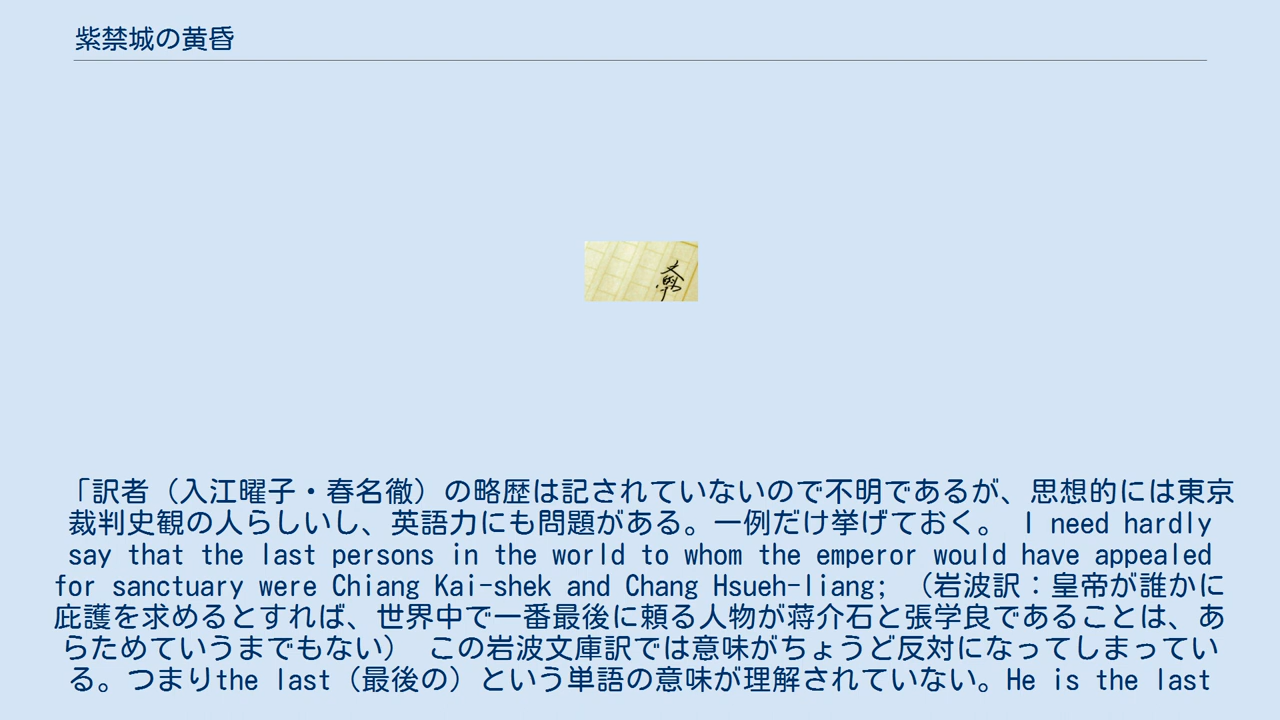 紫禁城の黄昏
「訳者（入江曜子・春名徹）の略歴は記されていないので不明であるが、思想的には東京
裁判史観の人らしいし、英語力にも問題がある。一例だけ挙げておく。 I need hardly
say that the last persons in the world to whom the emperor would have appealed
for sanctuary were Chiang Kai-shek and Chang Hsueh-liang; （岩波訳：皇帝が誰かに
庇護を求めるとすれば、世界中で一番最後に頼る人物が蒋介石と張学良であることは、あ
らためていうまでもない） この岩波文庫訳では意味がちょうど反対になってしまってい
る。つまりthe last（最後の）という単語の意味が理解されていない。He is the last